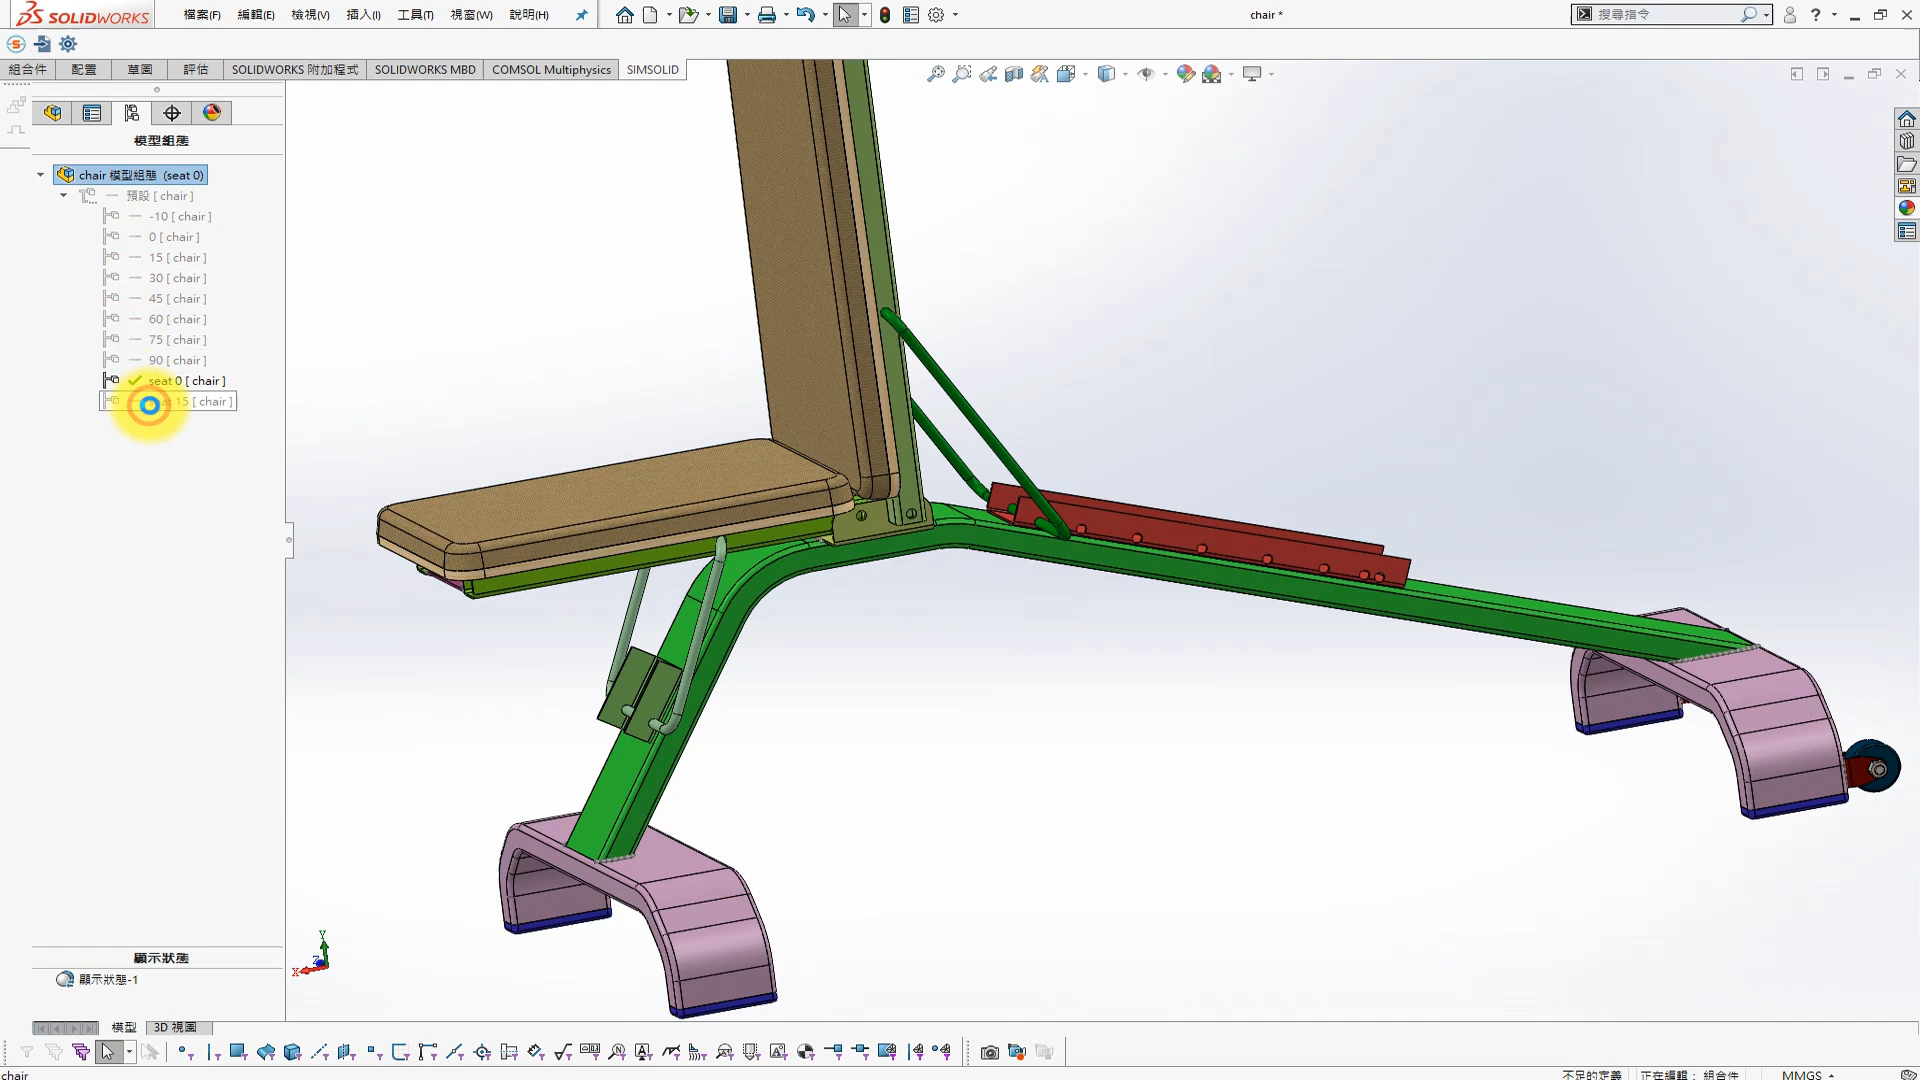 SOLIDWORKS 檔案(F) 編輯(E) 檢視(V) 插入(I) 工具(T) 視窗(W) 說明(H) chair * 搜尋指令 ?
組合件 配置 草圖 評估 SOLIDWORKS 附加程式 SOLIDWORKS MBD COMSOL Multiphysics SIMSOLID
模型組態
chair 模型組態 (seat 0)
預設 [ chair ]
-10 [ chair ]
0 [ chair ]
15 [ chair ]
30 [ chair ]
45 [ chair ]
60 [ chair ]
75 [ chair ]
90 [ chair ]
seat 0 [ chair ]
seat 15 [ chair ]
Y
Z
X
顯示狀態
顯示狀態-1
模型 3D 視圖
chair 不足的定義 正在編輯： 組合件 MMGS